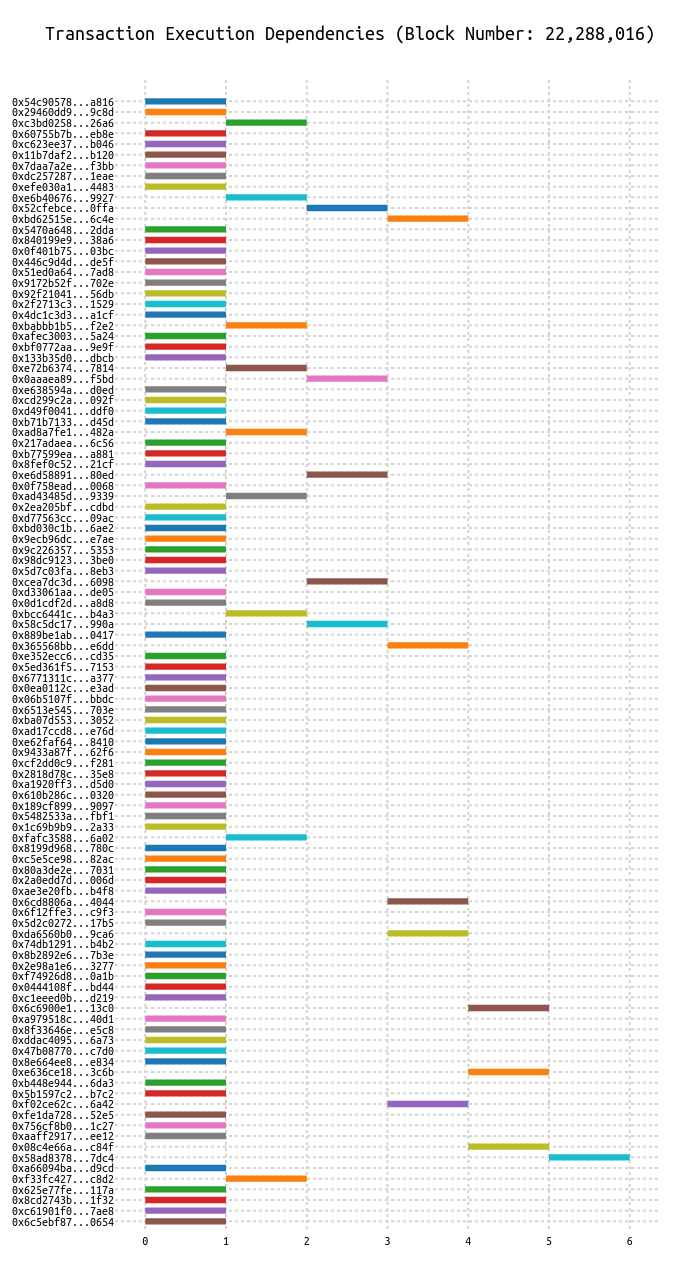 Transaction Execution Dependencies (Block Number: 22,288,016)
0x54c90578...a816
0x29460dd9...9c8d
0xc3bd0258...26a6
0x60755b7b...eb8e
0xc623ee37...b046
0x11b7daf2...b120
0x7daa7a2e...f3bb
0xdc257287...1eae
0xefe030a1...4483
0xe6b40676...9927
0x52cfebce...0ffa
0xbd62515e...6c4e
0x5470a648...2dda
0x840199e9...38a6
0x0f401b75...03bc
0x446c9d4d...de5f
0x51ed0a64...7ad8
0x9172b52f...702e
0x92f21041...56db
0x2f2713c3...1529
0x4dc1c3d3...a1cf
0xbabbb1b5...f2e2
0xafec3003...5a24
0xbf0772aa...9e9f
0x133b35d0...dbcb
0xe72b6374...7814
0x0aaaea89...f5bd
0xe638594a...d0ed
0xcd299c2a...092f
0xd49f0041...ddf0
0xb71b7133...d45d
0xad8a7fe1...482a
0x217adaea...6c56
0xb77599ea...a881
0x8fef0c52...21cf
0xe6d58891...80ed
0x0f758ead...0068
0xad43485d...9339
0x2ea205bf...cdbd
0xd77563cc...09ac
0xbd030c1b...6ae2
0x9ecb96dc...e7ae
0x9c226357...5353
0x98dc9123...3be0
0x5d7c03fa...8eb3
0xcea7dc3d...6098
0xd33061aa...de05
0x0d1cdf2d...a8d8
0xbcc6441c...b4a3
0x58c5dc17...990a
0x889be1ab...0417
0x365568bb...e6dd
0xe352ecc6...cd35
0x5ed361f5...7153
0x6771311c...a377
0x0ea0112c...e3ad
0x06b5107f...bbdc
0x6513e545...703e
0xba07d553...3052
0xad17ccd8...e76d
0xe62faf64...8410
0x9433a87f...62f6
0xcf2dd0c9...f281
0x2818d78c...35e8
0xa1920ff3...d5d0
0x610b286c...0320
0x189cf899...9097
0x5482533a...fbf1
0x1c69b9b9...2a33
0xfafc3588...6a02
0x8199d968...780c
0xc5e5ce98...82ac
0x80a3de2e...7031
0x2a0edd7d...006d
0xae3e20fb...b4f8
0x6cd8806a...4044
0x6f12ffe3...c9f3
0x5d2c0272...17b5
0xda6560b0...9ca6
0x74db1291...b4b2
0x8b2892e6...7b3e
0x2e98a1e6...3277
0xf74926d8...0a1b
0x0444108f...bd44
0xc1eeed0b...d219
0x6c6900e1...13c0
0xa979518c...40d1
0x8f33646e...e5c8
0xddac4095...6a73
0x47b08770...c7d0
0x8e664ee8...e834
0xe636ce18...3c6b
0xb448e944...6da3
0x5b1597c2...b7c2
0xf02ce62c...6a42
0xfe1da728...52e5
0x756cf8b0...1c27
0xaaff2917...ee12
0x08c4e66a...c84f
0x58ad8378...7dc4
0xa66094ba...d9cd
0xf33fc427...c8d2
0x625e77fe...117a
0x8cd2743b...1f32
0xc61901f0...7ae8
0x6c5ebf87...0654
0 1 2 3 4 5 6